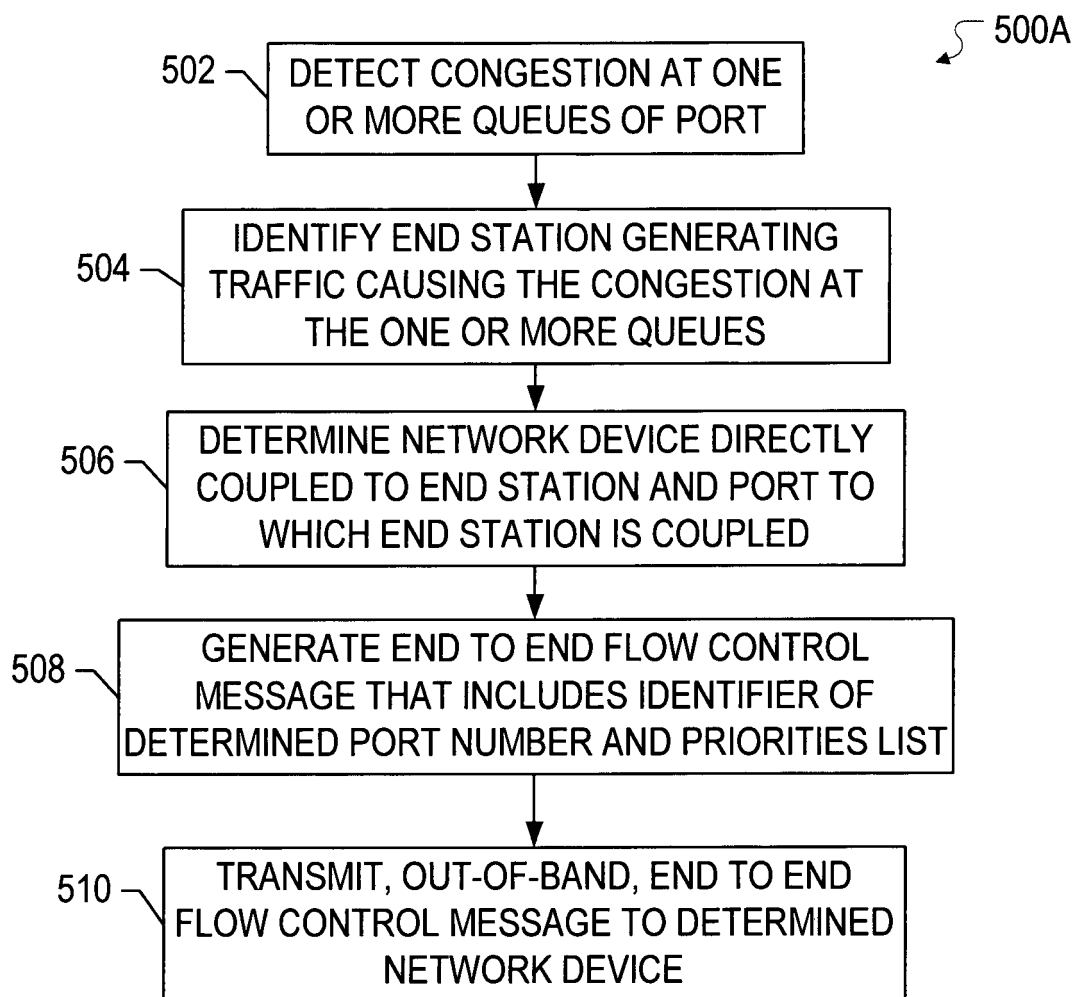 500A
502
DETECT CONGESTION AT ONE
OR MORE QUEUES OF PORT
504
IDENTIFY END STATION GENERATING
TRAFFIC CAUSING THE CONGESTION AT
THE ONE OR MORE QUEUES
506
DETERMINE NETWORK DEVICE DIRECTLY
COUPLED TO END STATION AND PORT TO
WHICH END STATION IS COUPLED
508
GENERATE END TO END FLOW CONTROL
MESSAGE THAT INCLUDES IDENTIFIER OF
DETERMINED PORT NUMBER AND PRIORITIES LIST
510
TRANSMIT, OUT-OF-BAND, END TO END
FLOW CONTROL MESSAGE TO DETERMINED
NETWORK DEVICE